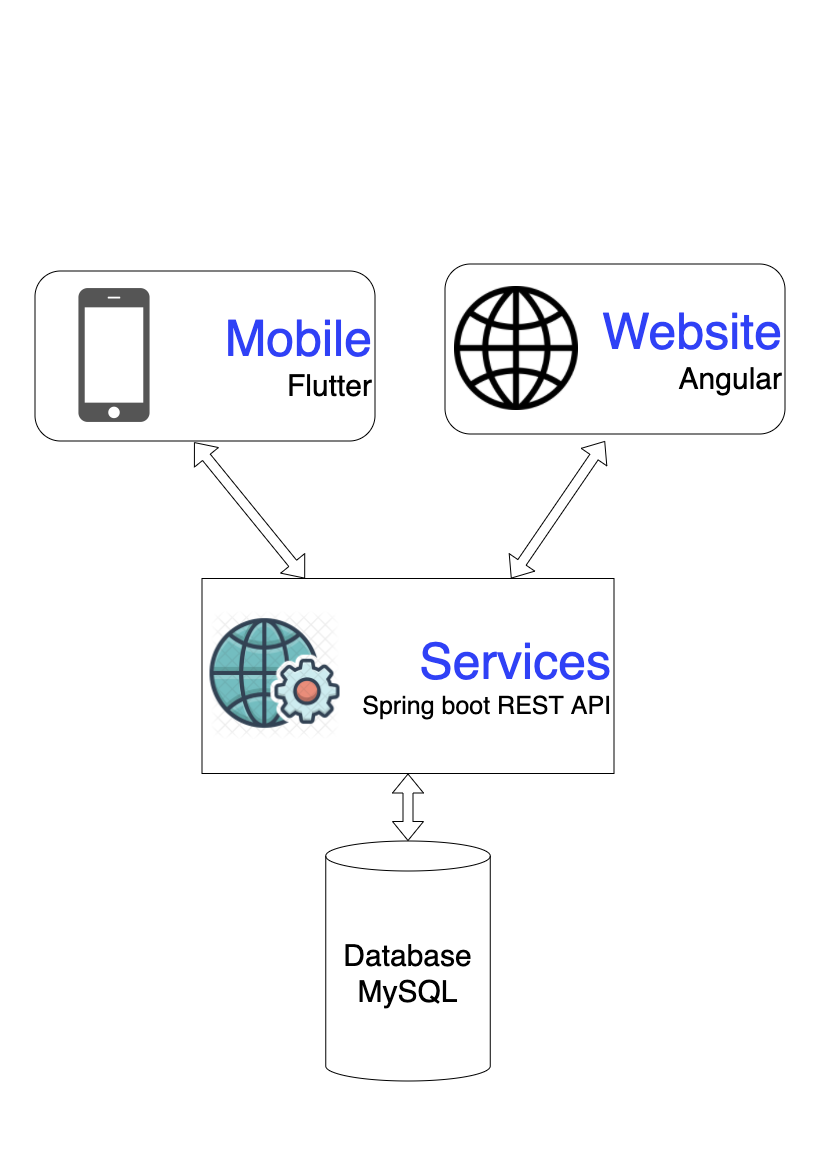 Mobile
Flutter
Website
Angular
Services
Spring boot REST API
Database
MySQL